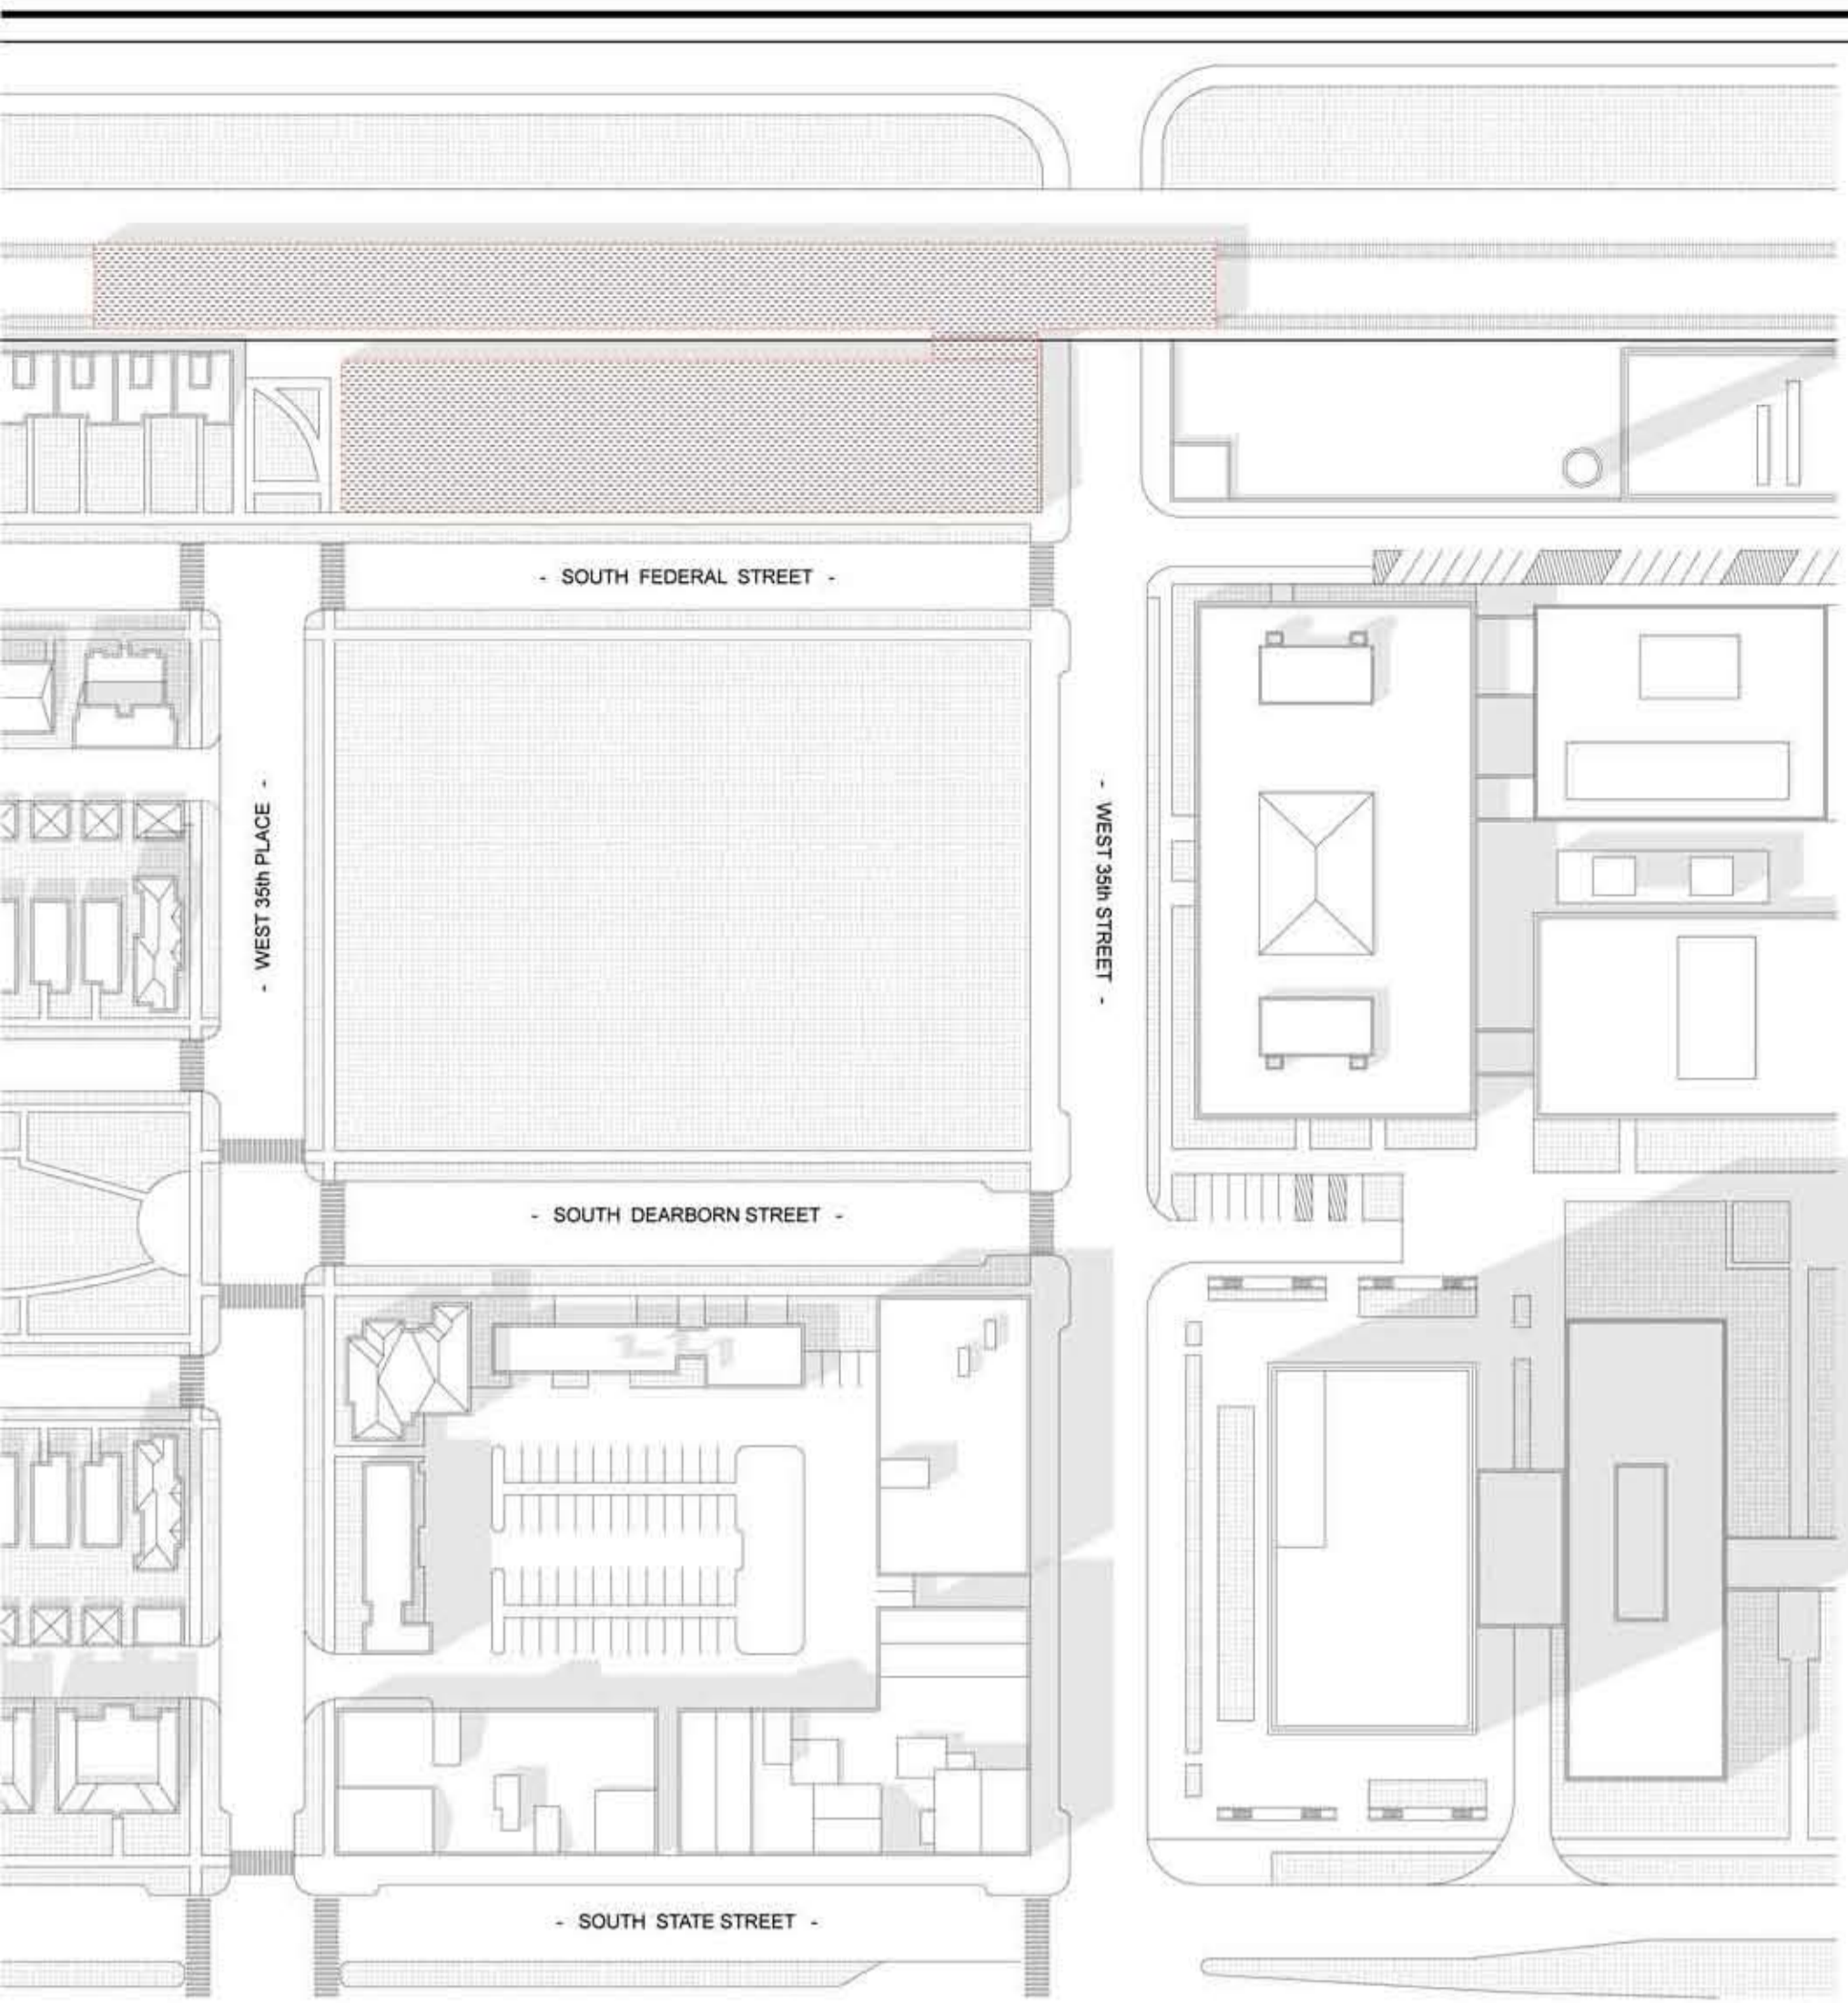 - SOUTH FEDERAL STREET -
- WEST 35th PLACE -
- WEST 35th STREET -
- SOUTH DEARBORN STREET -
- SOUTH STATE STREET -